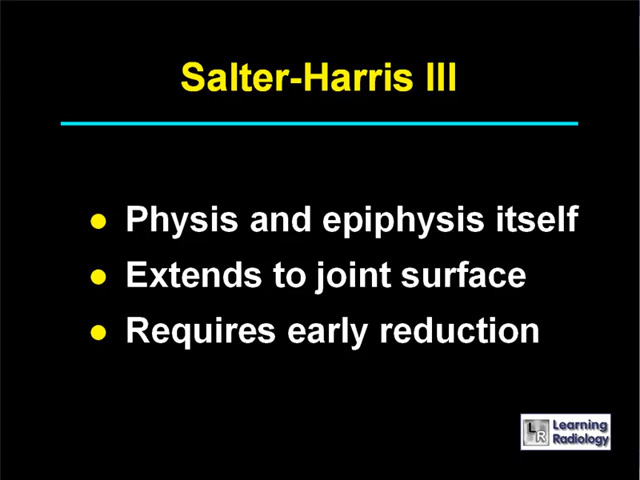 Salter-Harris III
Physis and epiphysis itself
Extends to joint surface
Requires early reduction
LR
Learning
Radiology